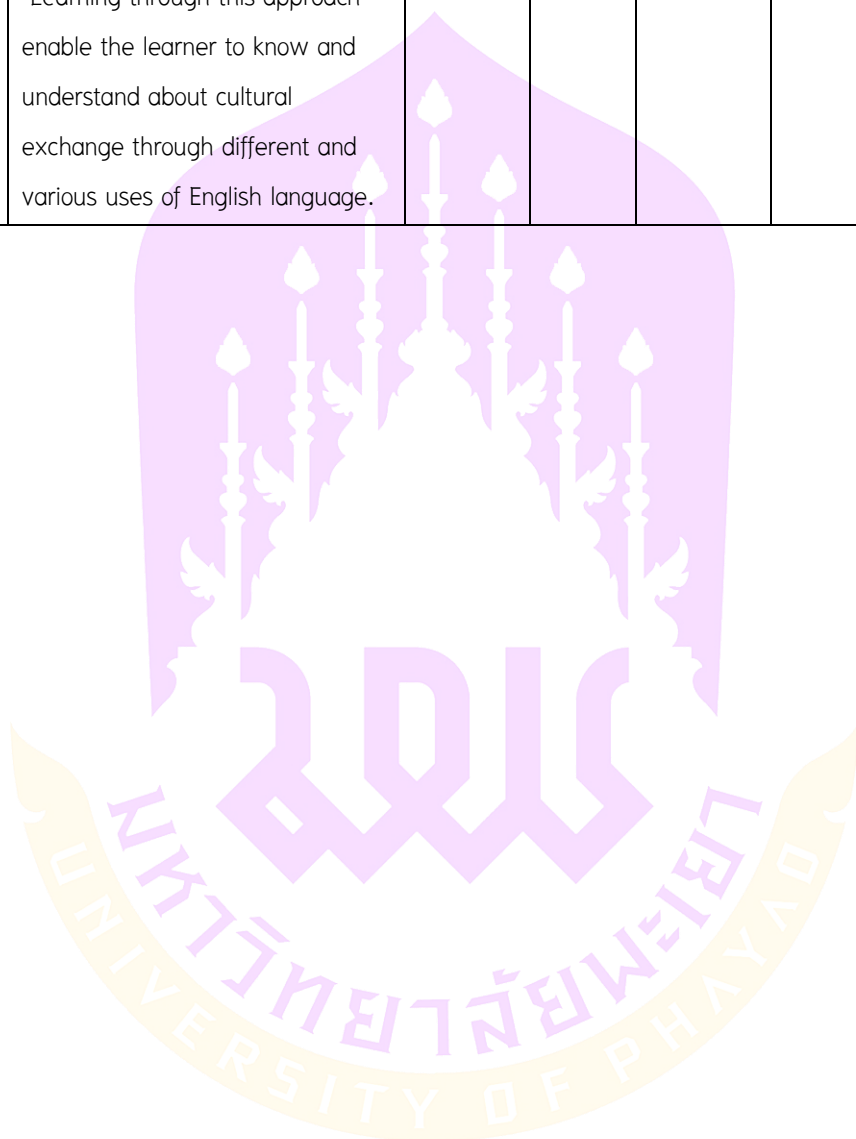 Learning through this approach
enable the learner to know and
understand about cultural
exchange through different and
various uses of English language.
มหาวิทยาลัยพะเยา
UNIVERSITY OF PHAYAO